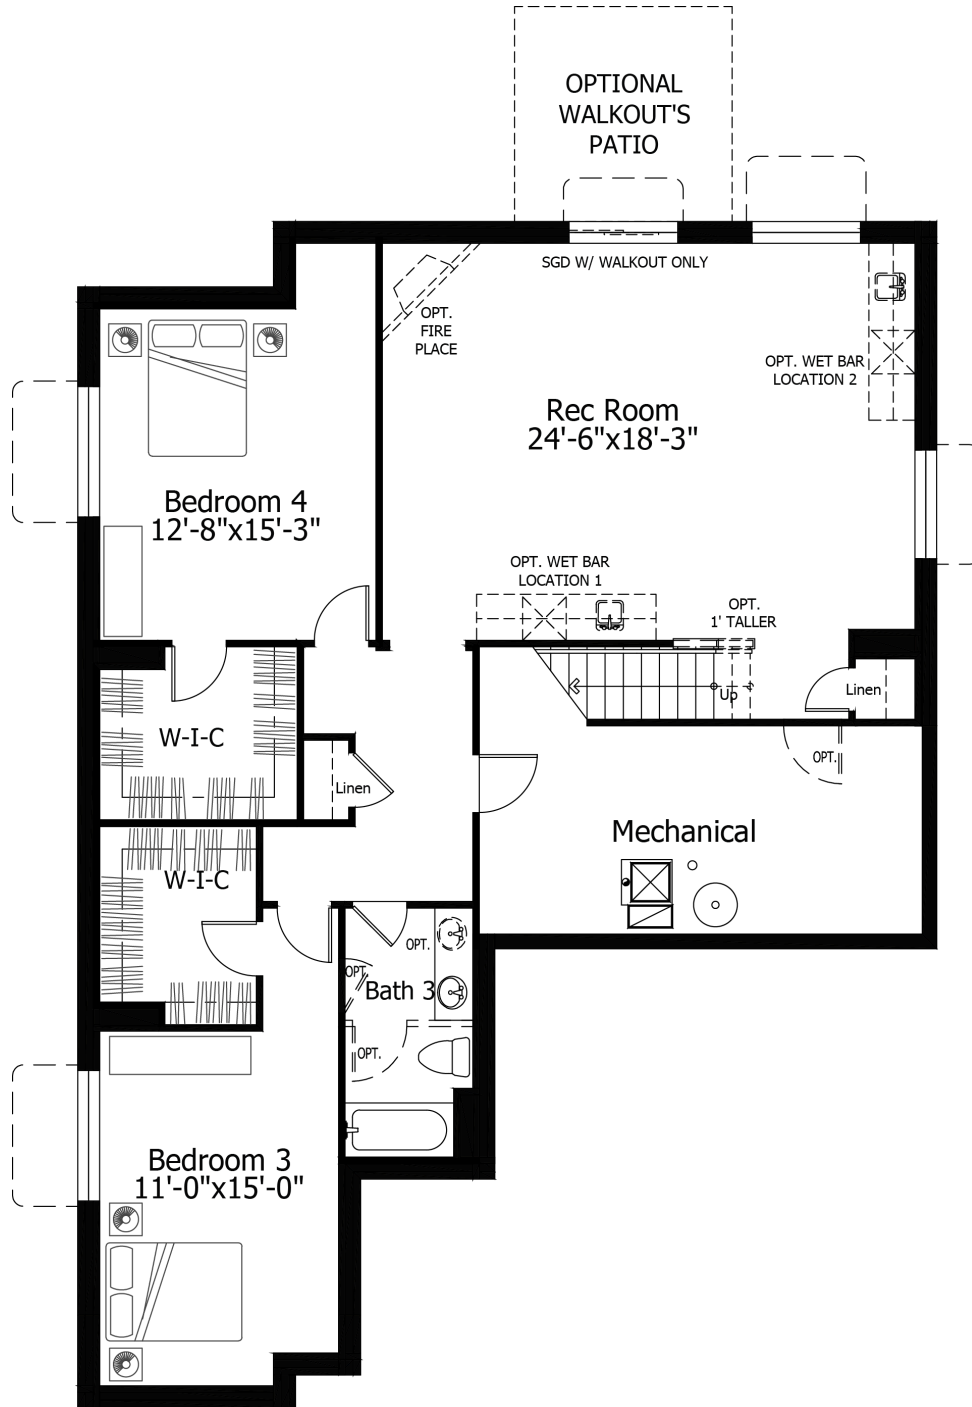 OPTIONAL
WALKOUT'S
PATIO
SGD W/ WALKOUT ONLY
OPT.
FIRE
PLACE
OPT. WET BAR
LOCATION 2
Rec Room
24'-6"x18'-3"
Bedroom 4
12'-8"x15'-3"
OPT. WET BAR
LOCATION 1
OPT.
1' TALLER
Up
Linen
W-I-C
OPT.
Linen
Mechanical
W-I-C
OPT.
OPT.
Bath 3
OPT.
Bedroom 3
11'-0"x15'-0"